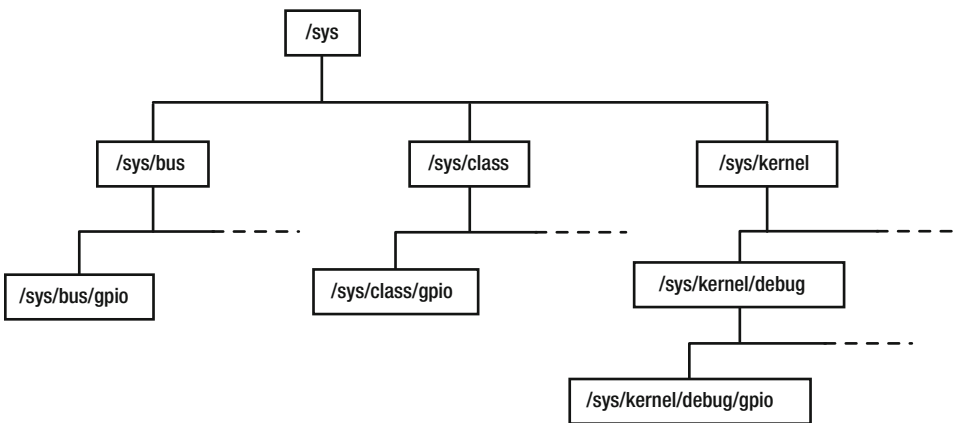 /sys
/sys/bus
/sys/class
/sys/kernel
/sys/bus/gpio
/sys/class/gpio
/sys/kernel/debug
/sys/kernel/debug/gpio